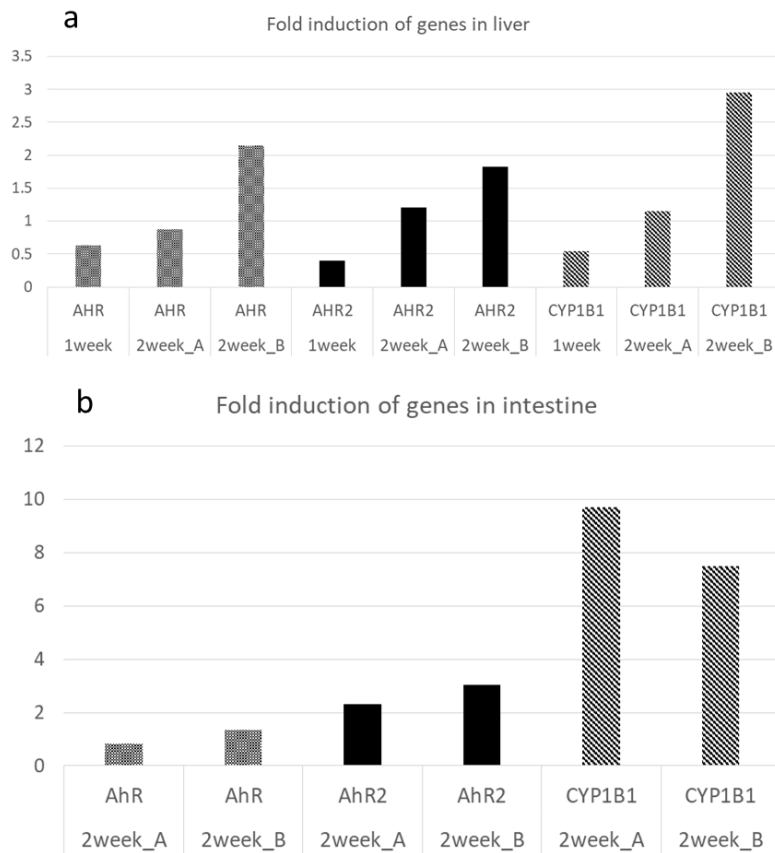 a
Fold induction of genes in liver
3.5
3
2.5
2
1.5
1
0.5
0
AHR AHR AHR AHR2 AHR2 AHR2 CYP1B1 CYP1B1 CYP1B1
1week 2week_A 2week_B 1week 2week_A 2week_B 1week 2week_A 2week_B
b
Fold induction of genes in intestine
12
10
8
6
4
2
0
AhR AhR AhR2 AhR2 CYP1B1 CYP1B1
2week_A 2week_B 2week_A 2week_B 2week_A 2week_B